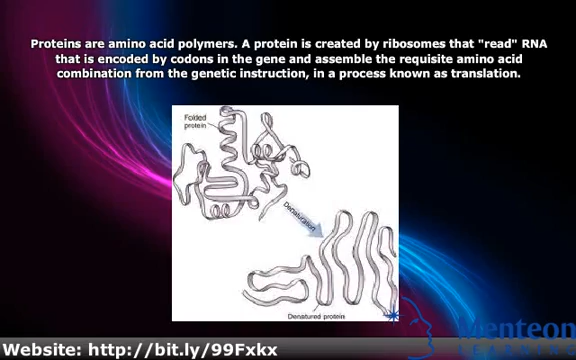 Proteins are amino acid polymers. A protein is created by ribosomes that "read" RNA
that is encoded by codons in the gene and assemble the requisite amino acid
combination from the genetic instruction, in a process known as translation.
Folded
protein
Denaturation
Denatured protein
Menteon
LEARNING
Website: http://bit.ly/99Fxkx